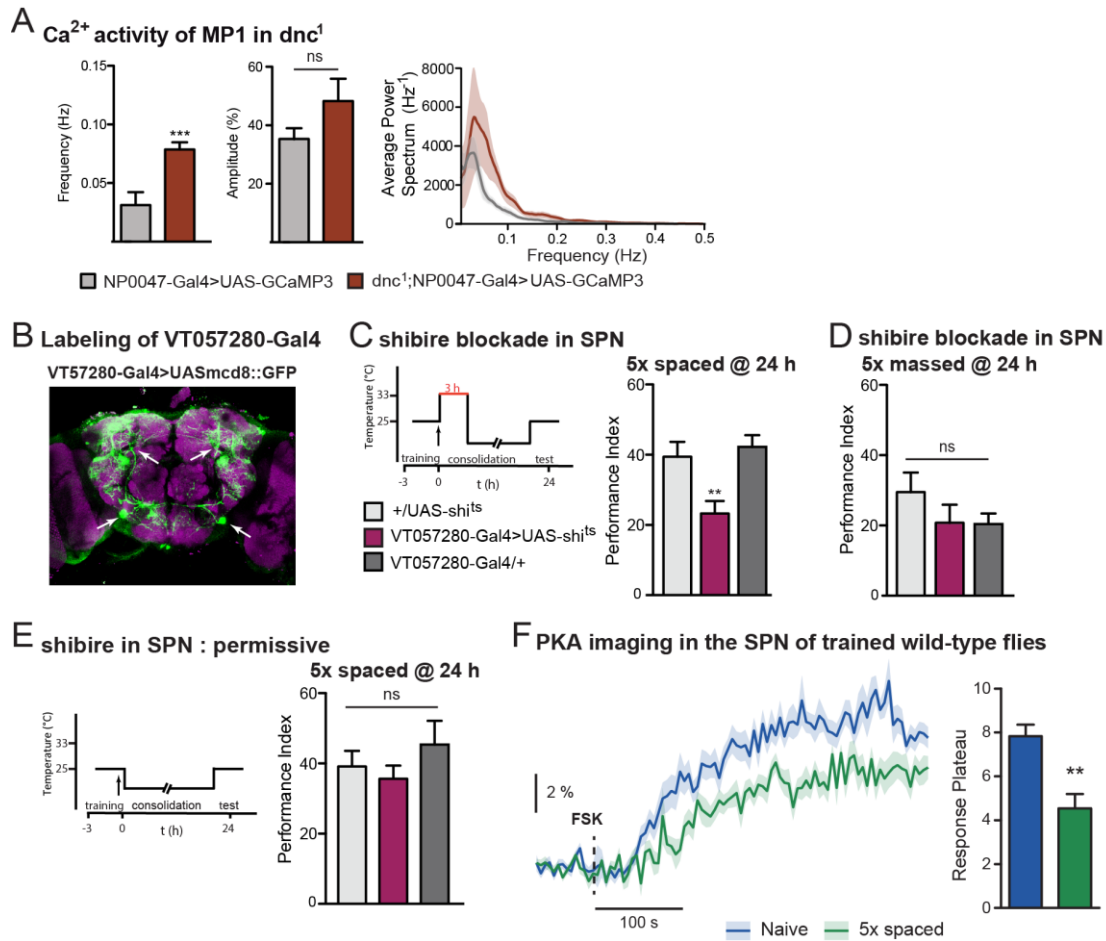 A Ca2+ activity of MP1 in dnc1
0.15
0.10
0.05
Frequency (Hz)
***
60
40
20
Amplitude (%)
ns
8000
6000
4000
2000
0
Average Power
Spectrum (Hz-1)
0.1 0.2 0.3 0.4 0.5
Frequency (Hz)
NP0047-Gal4>UAS-GCaMP3 dnc1;NP0047-Gal4>UAS-GCaMP3
B Labeling of VT057280-Gal4
VT57280-Gal4>UASmcd8::GFP
C shibire blockade in SPN
Temperature (°C)
33
25
3 h
training consolidation test
-3 0 24
t (h)
+/UAS-shits
VT057280-Gal4>UAS-shits
VT057280-Gal4/+
5x spaced @ 24 h
Performance Index
60
40
20
0
**
D shibire blockade in SPN
5x massed @ 24 h
Performance Index
60
40
20
0
ns
E shibire in SPN : permissive
Temperature (°C)
33
25
training consolidation test
-3 0 24
t (h)
5x spaced @ 24 h
Performance Index
60
40
20
0
ns
F PKA imaging in the SPN of trained wild-type flies
2 %
FSK
100 s
Response Plateau
10
8
6
4
2
0
**
Naive 5x spaced